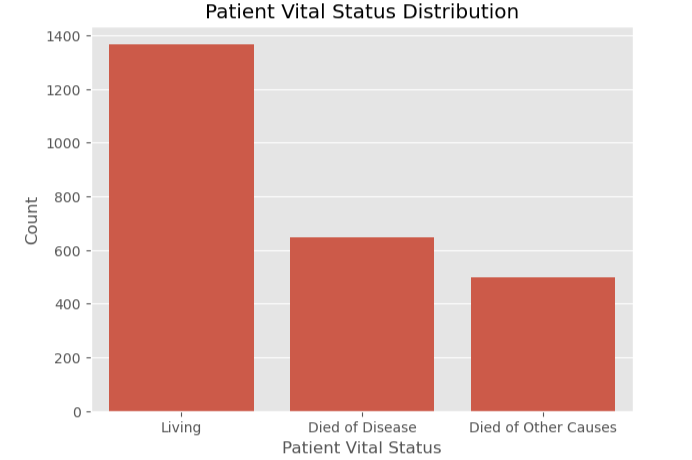 Patient Vital Status Distribution
1400
1200
1000
800
600
400
200
0
Count
Living
Died of Disease
Died of Other Causes
Patient Vital Status